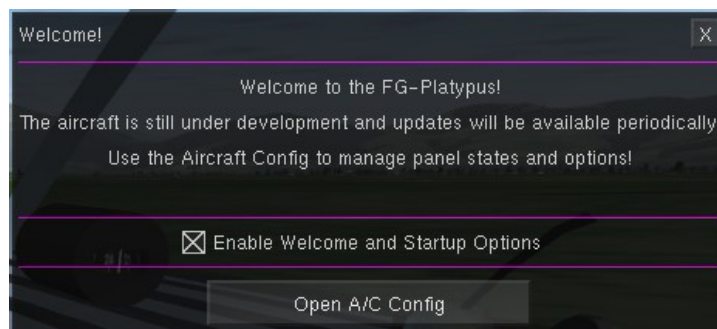 Welcome!
X
Welcome to the FG-Platypus!
The aircraft is still under development and updates will be available periodically
Use the Aircraft Config to manage panel states and options!
Enable Welcome and Startup Options
Open A/C Config